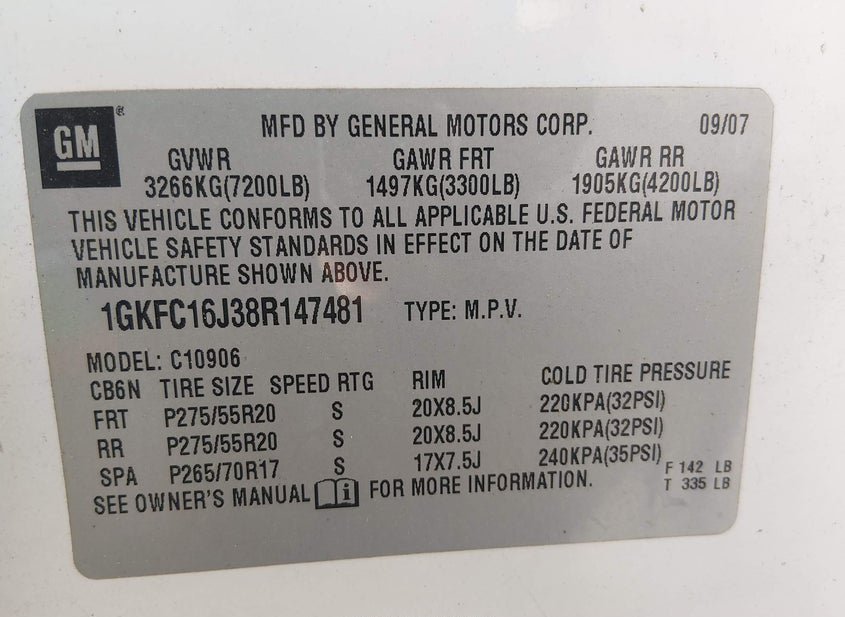 GM ®
MFD BY GENERAL MOTORS CORP. 09/07
GVWR GAWR FRT GAWR RR
3266KG(7200LB) 1497KG(3300LB) 1905KG(4200LB)
THIS VEHICLE CONFORMS TO ALL APPLICABLE U.S. FEDERAL MOTOR
VEHICLE SAFETY STANDARDS IN EFFECT ON THE DATE OF
MANUFACTURE SHOWN ABOVE.
1GKFC16J38R147481 TYPE: M.P.V.
MODEL: C10906
CB6N TIRE SIZE SPEED RTG RIM COLD TIRE PRESSURE
FRT P275/55R20 S 20X8.5J 220KPA(32PSI)
RR P275/55R20 S 20X8.5J 220KPA(32PSI)
SPA P265/70R17 S 17X7.5J 240KPA(35PSI) F 142 LB
SEE OWNER'S MANUAL i FOR MORE INFORMATION. T 335 LB